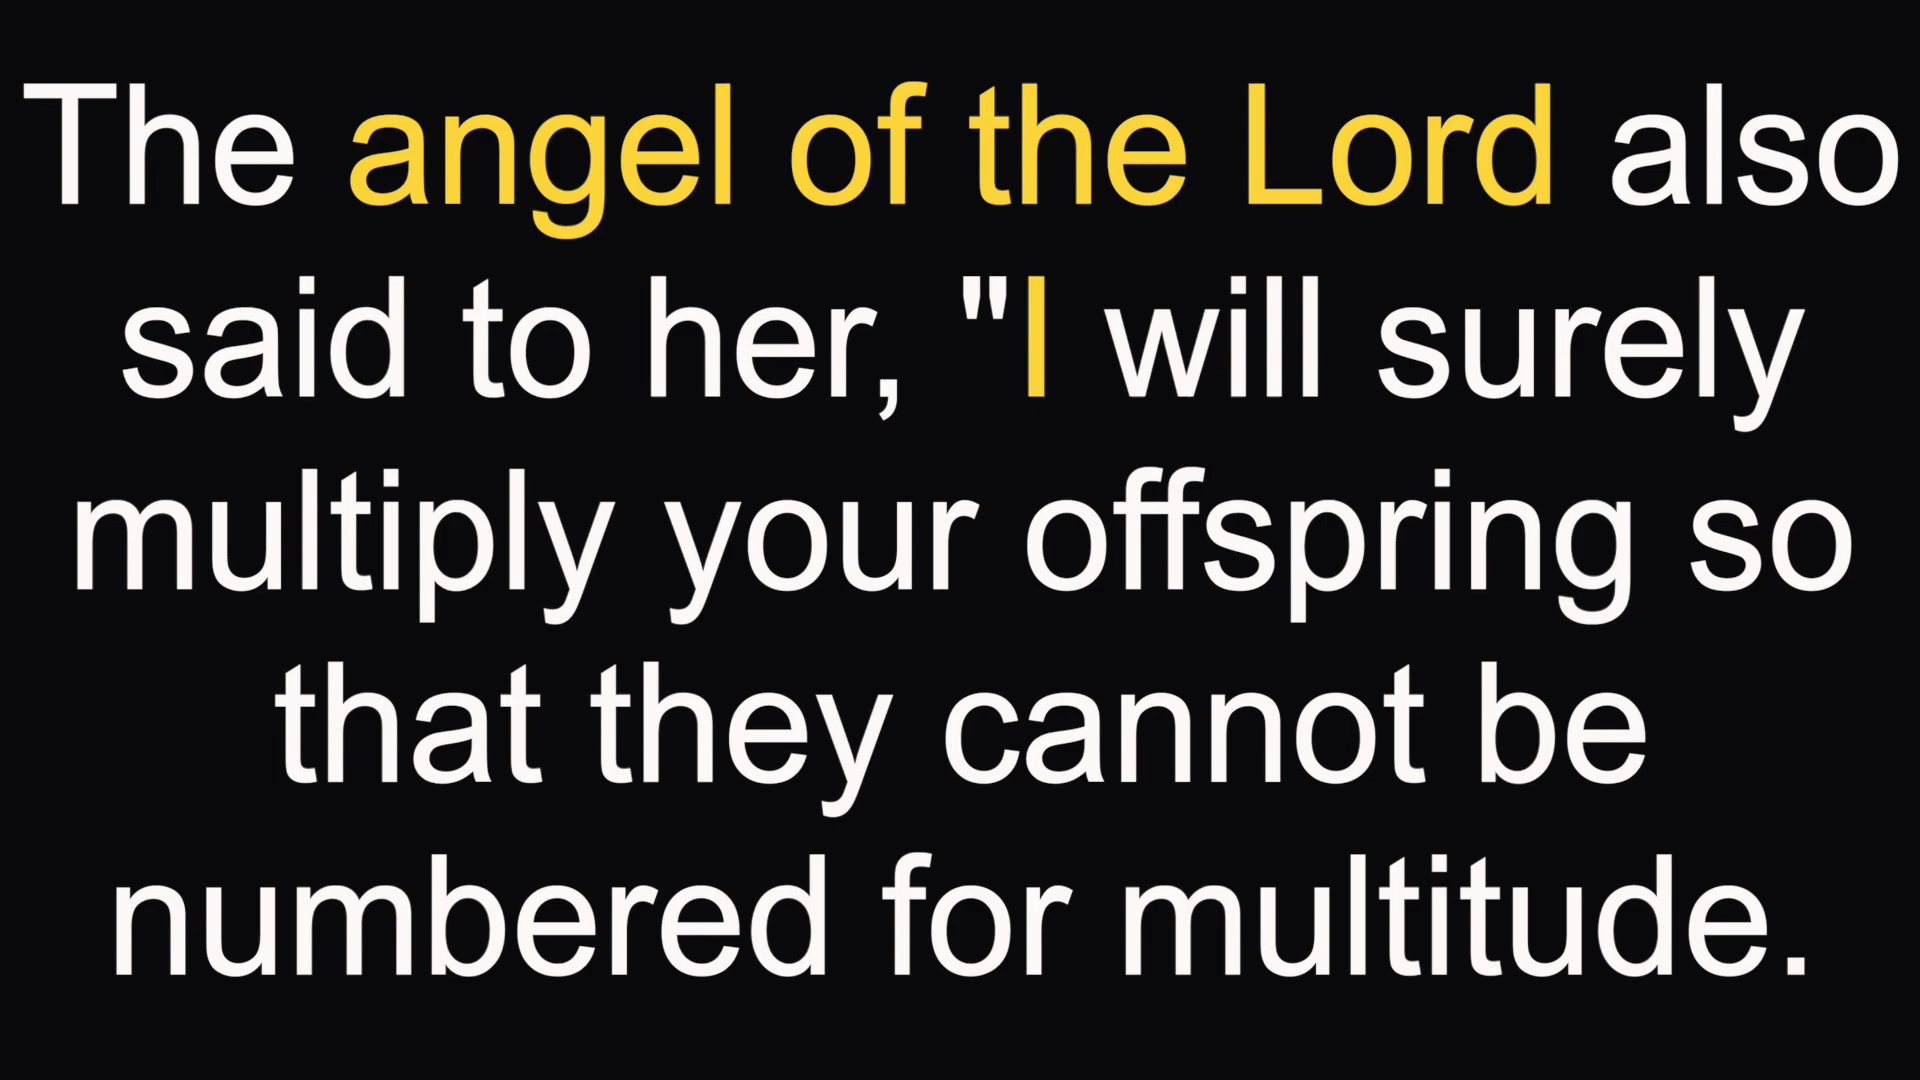 The angel of the Lord also
said to her, "I will surely
multiply your offspring so
that they cannot be
numbered for multitude.